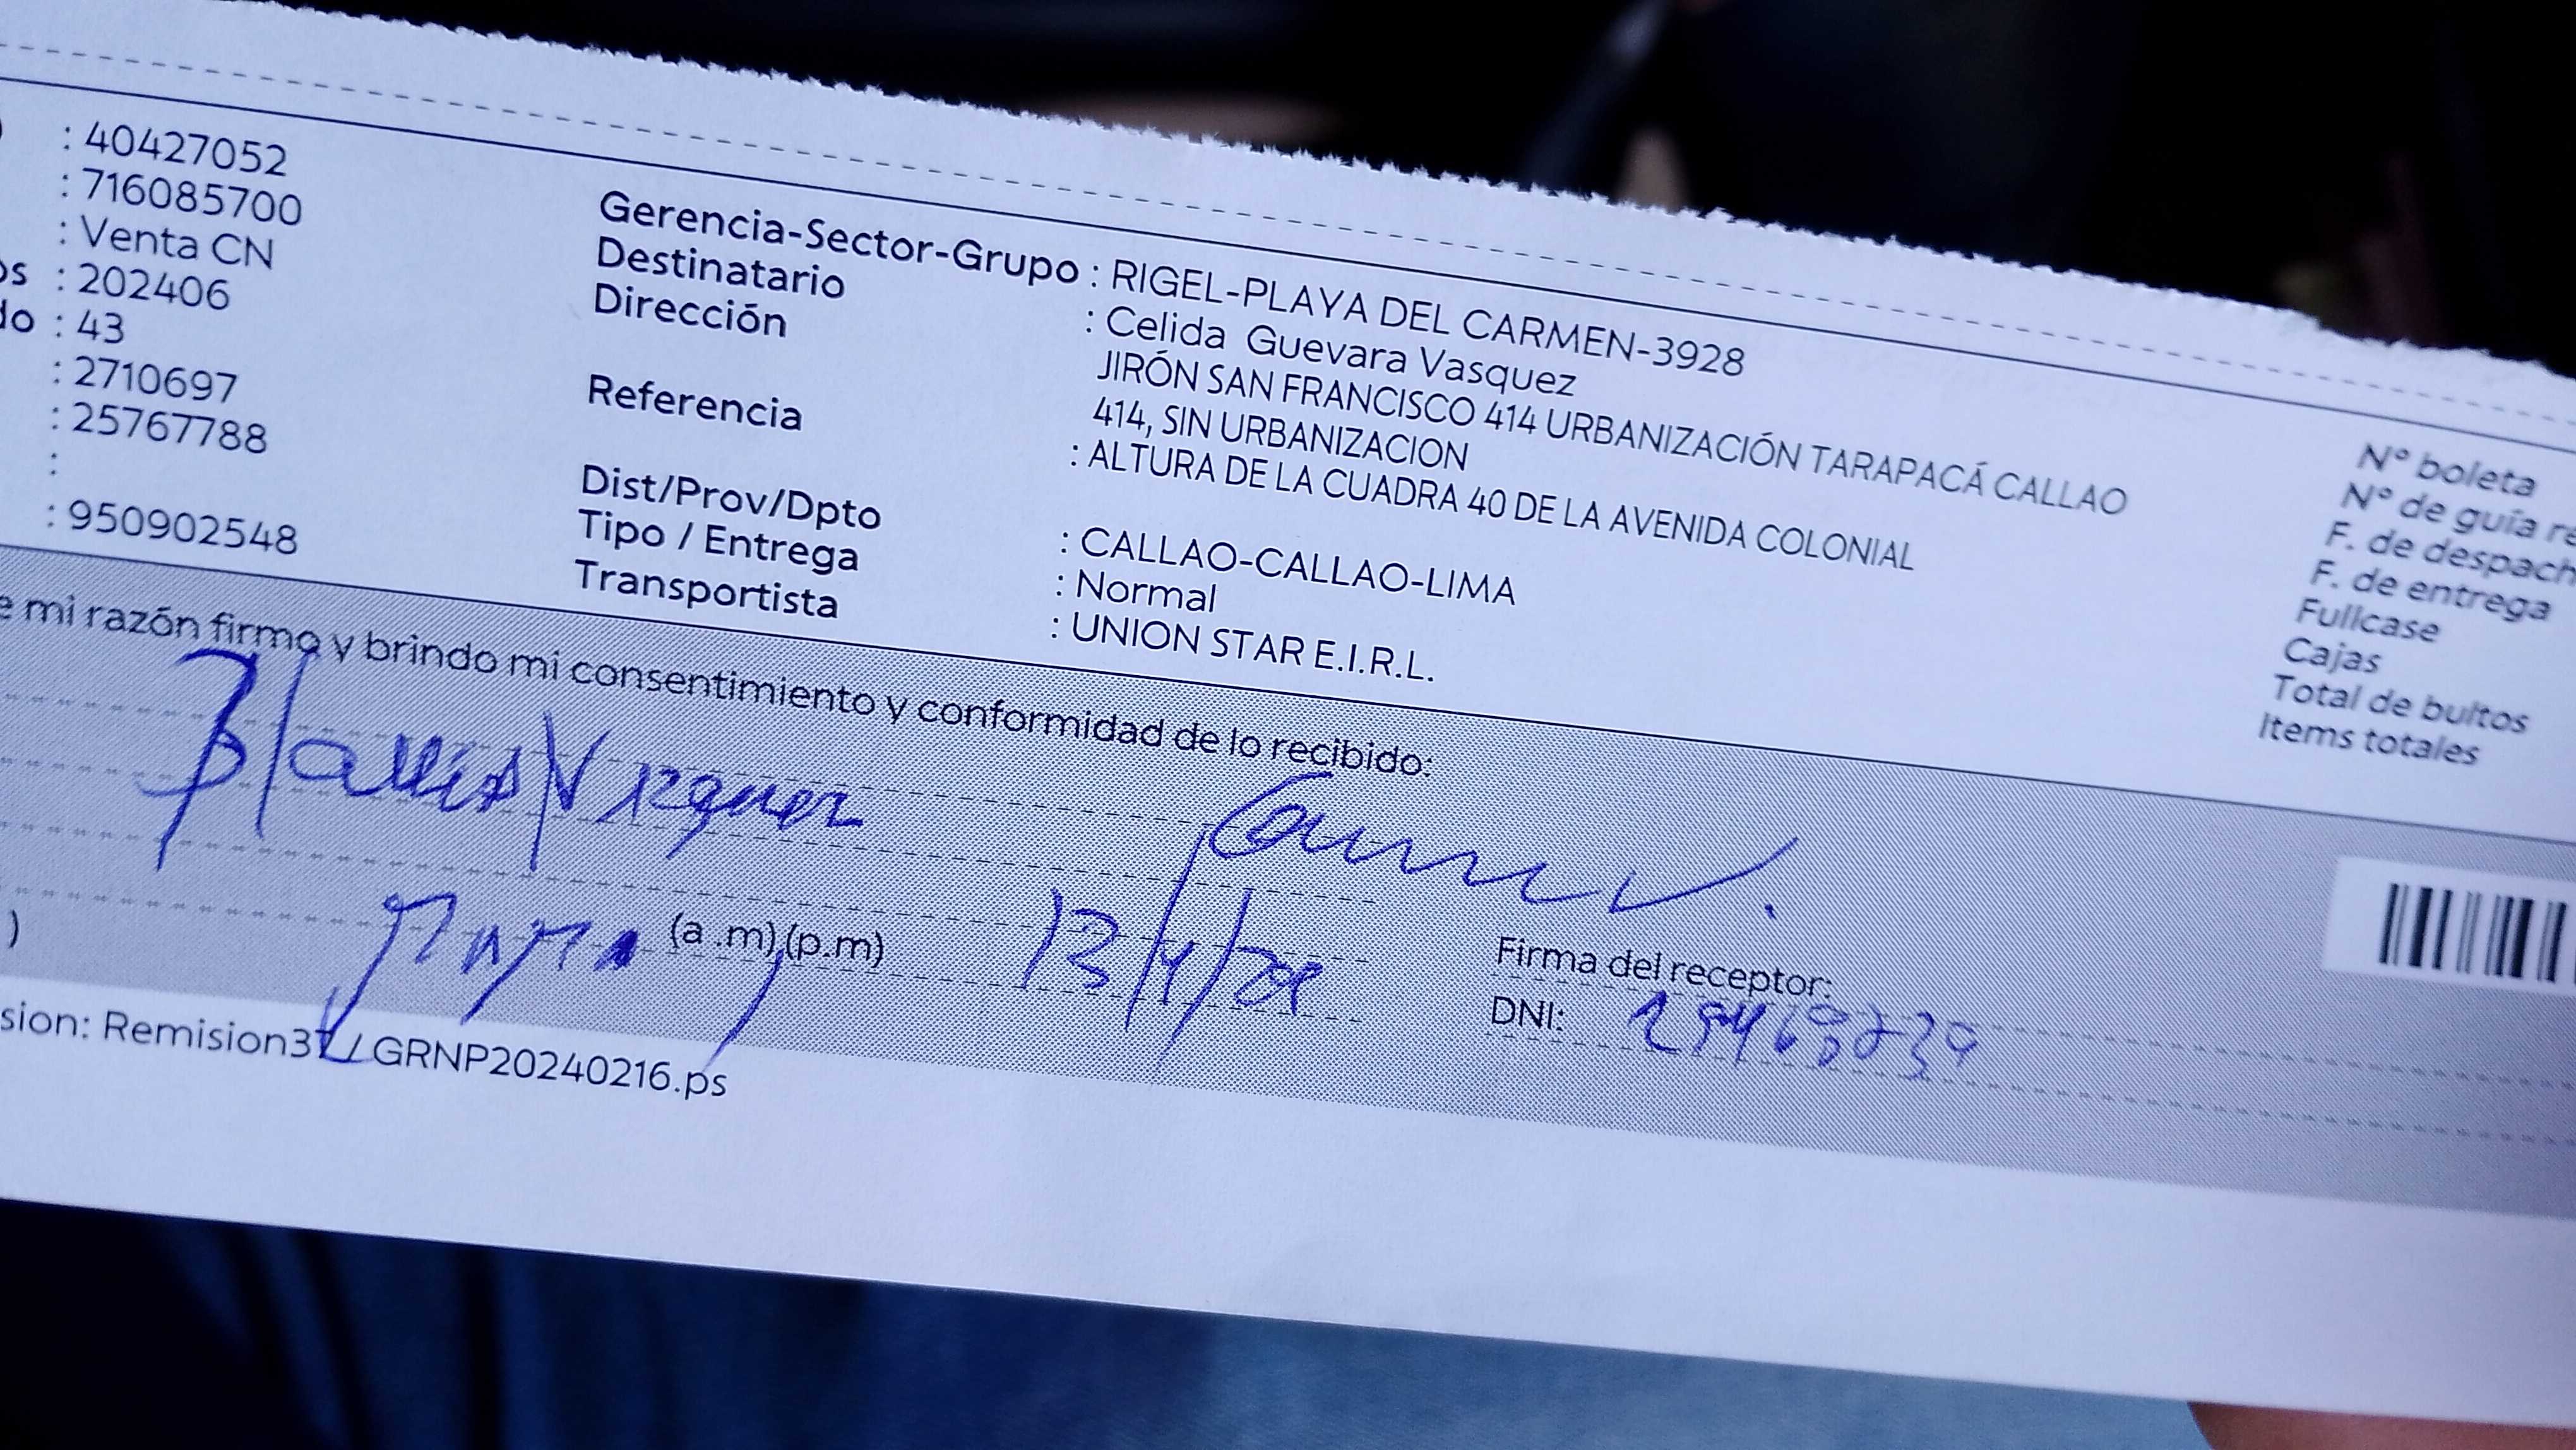 : 40427052
: 716085700
: Venta CN
os : 202406
do : 43
: 2710697
: 25767788
:
: 950902548
Gerencia-Sector-Grupo : RIGEL-PLAYA DEL CARMEN-3928
Destinatario : Celida Guevara Vasquez
Dirección JIRÓN SAN FRANCISCO 414 URBANIZACIÓN TARAPACÁ CALLAO
414, SIN URBANIZACION
Referencia : ALTURA DE LA CUADRA 40 DE LA AVENIDA COLONIAL
Dist/Prov/Dpto : CALLAO-CALLAO-LIMA
Tipo / Entrega : Normal
Transportista : UNION STAR E.I.R.L.
N° boleta
N° de guía re
F. de despach
F. de entrega
Fullcase
Cajas
Total de bultos
Items totales
e mi razón firmo y brindo mi consentimiento y conformidad de lo recibido:
) (a .m),(p.m)
Firma del receptor:
DNI:
sion: Remision37 / GRNP20240216.ps